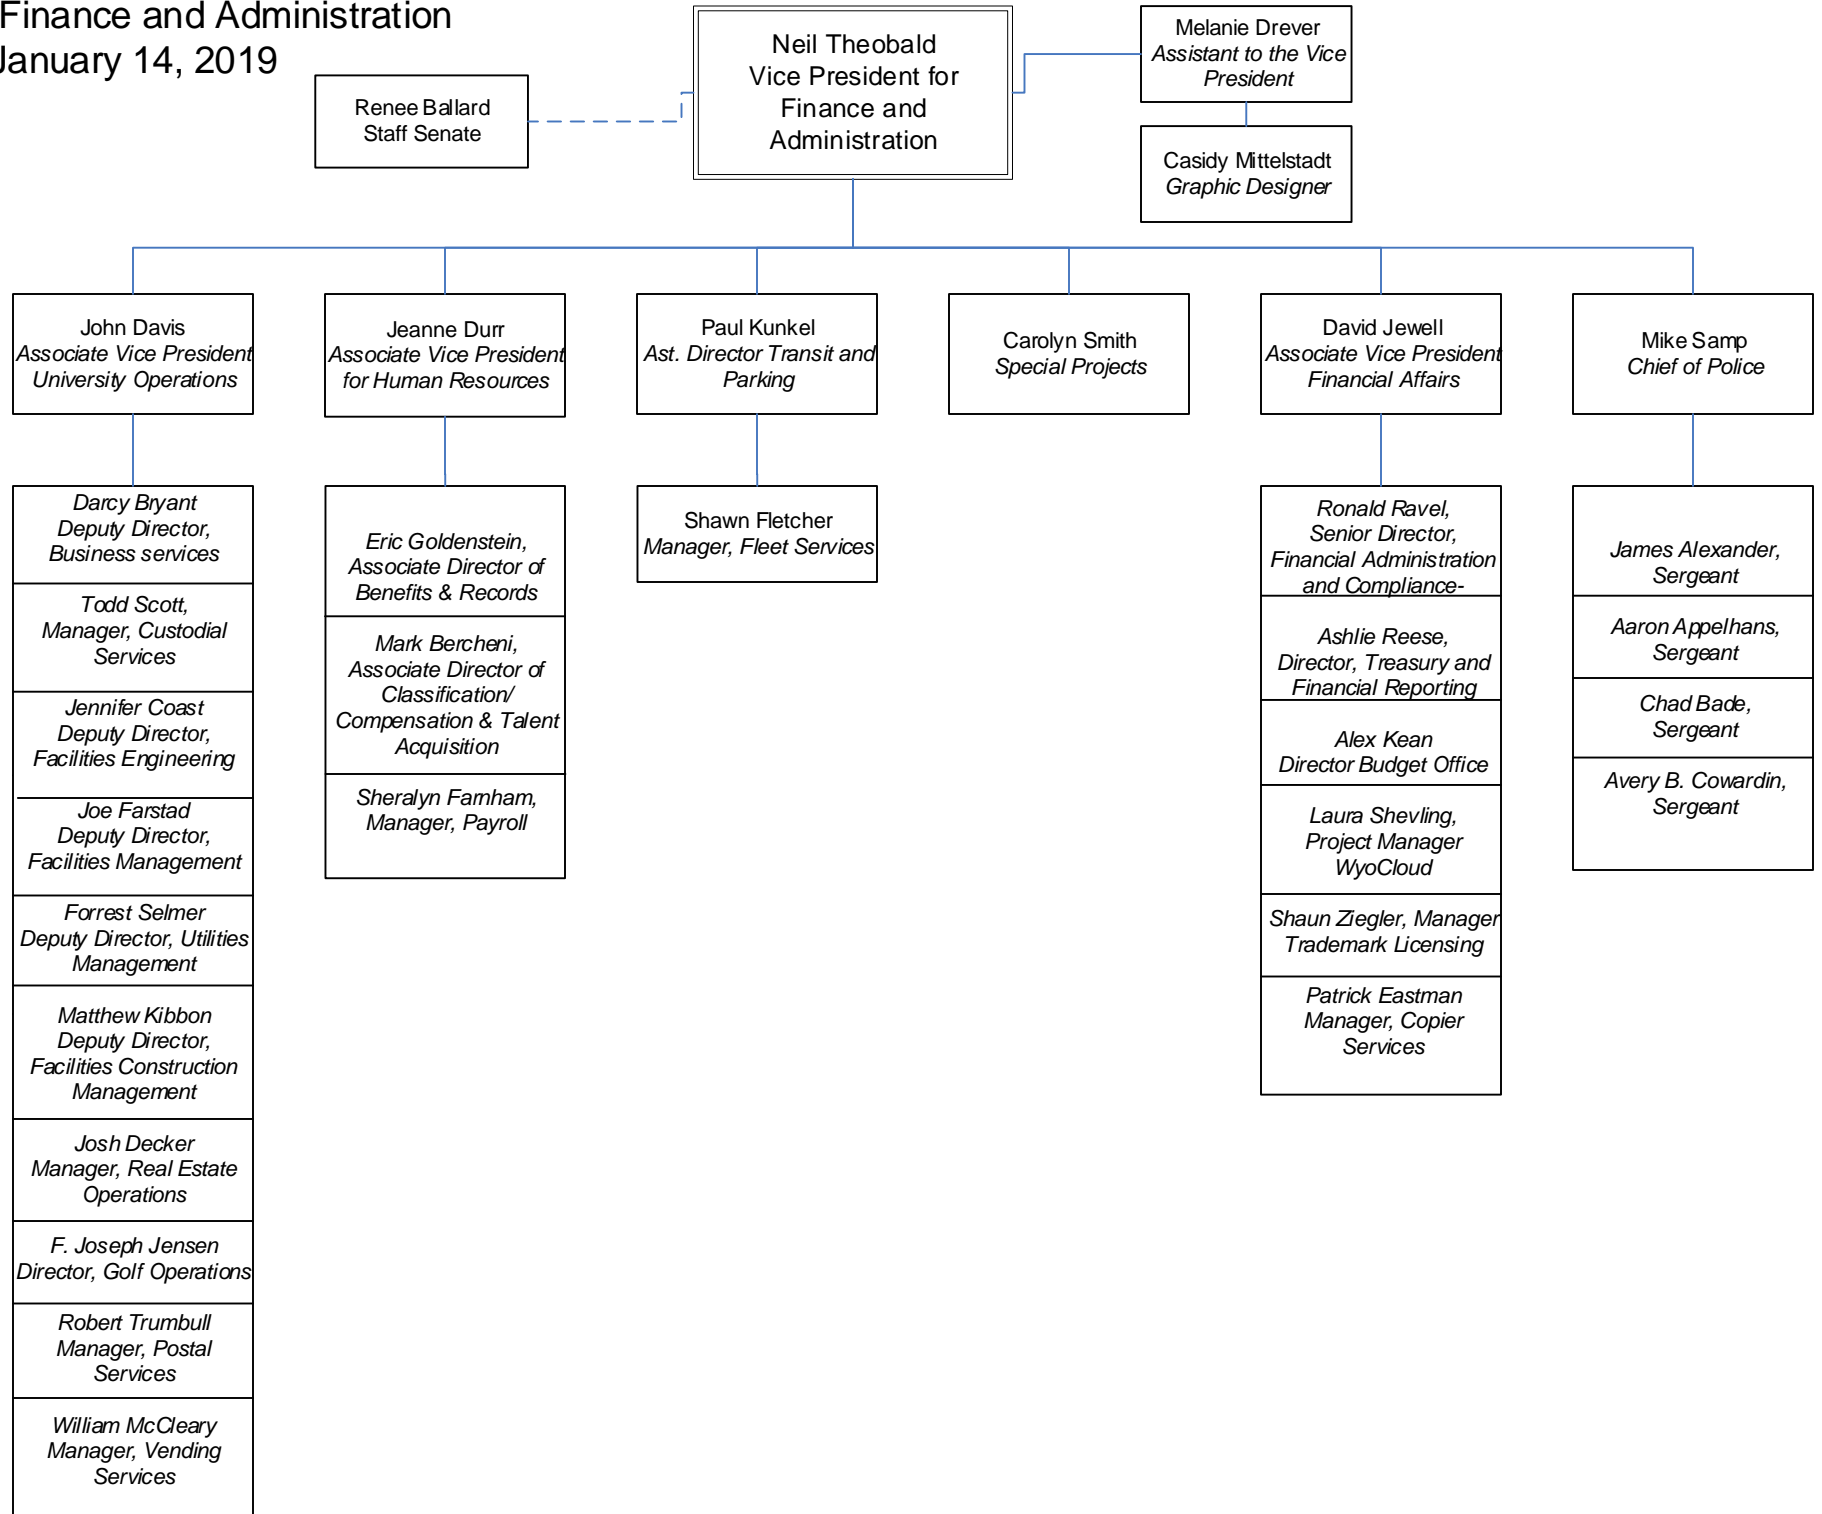 Finance and Administration
January 14, 2019
Neil Theobald
Vice President for
Finance and
Administration
Melanie Drever
Assistant to the Vice
President
Renee Ballard
Staff Senate
Casidy Mittelstadt
Graphic Designer
John Davis
Associate Vice President
University Operations
Jeanne Durr
Associate Vice President
for Human Resources
Paul Kunkel
Ast. Director Transit and
Parking
Carolyn Smith
Special Projects
David Jewell
Associate Vice President
Financial Affairs
Mike Samp
Chief of Police
Darcy Bryant
Deputy Director,
Business services
Todd Scott,
Manager, Custodial
Services
Jennifer Coast
Deputy Director,
Facilities Engineering
Joe Farstad
Deputy Director,
Facilities Management
Forrest Selmer
Deputy Director, Utilities
Management
Matthew Kibbon
Deputy Director,
Facilities Construction
Management
Josh Decker
Manager, Real Estate
Operations
F. Joseph Jensen
Director, Golf Operations
Robert Trumbull
Manager, Postal
Services
William McCleary
Manager, Vending
Services
Eric Goldenstein,
Associate Director of
Benefits & Records
Mark Bercheni,
Associate Director of
Classification/
Compensation & Talent
Acquisition
Sheralyn Farnham,
Manager, Payroll
Shawn Fletcher
Manager, Fleet Services
Ronald Ravel,
Senior Director,
Financial Administration
and Compliance-
Ashlie Reese,
Director, Treasury and
Financial Reporting
Alex Kean
Director Budget Office
Laura Shevling,
Project Manager
WyoCloud
Shaun Ziegler, Manager
Trademark Licensing
Patrick Eastman
Manager, Copier
Services
James Alexander,
Sergeant
Aaron Appelhans,
Sergeant
Chad Bade,
Sergeant
Avery B. Cowardin,
Sergeant